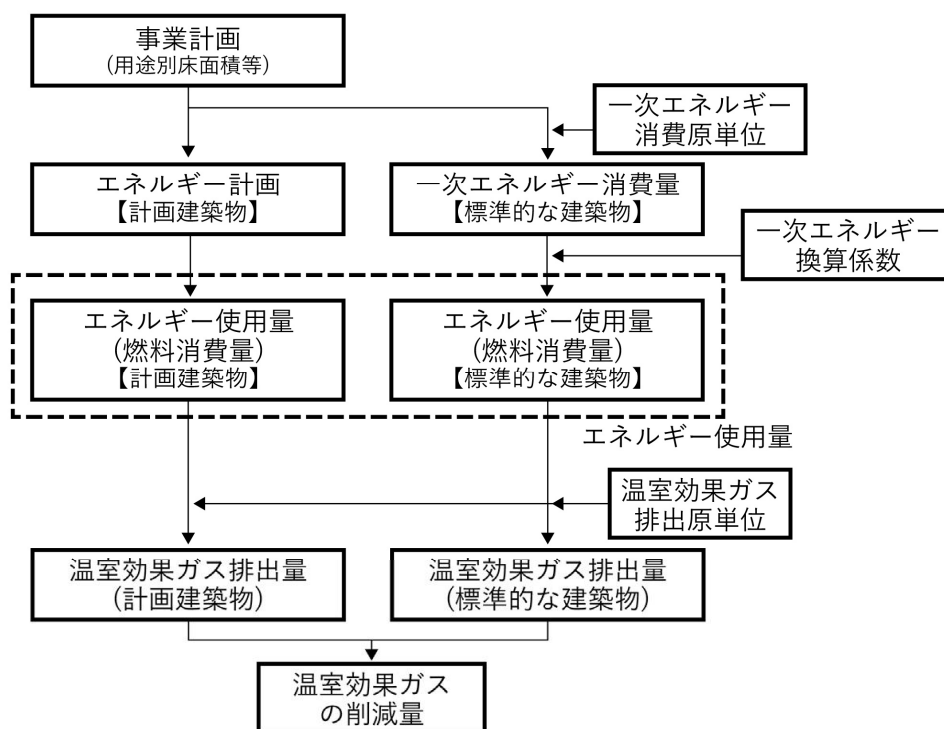 事業計画
(用途別床面積等)
一次エネルギー
消費原単位
エネルギー計画
【計画建築物】
一次エネルギー消費量
【標準的な建築物】
一次エネルギー
換算係数
エネルギー使用量
(燃料消費量)
【計画建築物】
エネルギー使用量
(燃料消費量)
【標準的な建築物】
エネルギー使用量
温室効果ガス
排出原単位
温室効果ガス排出量
(計画建築物)
温室効果ガス排出量
(標準的な建築物)
温室効果ガス
の削減量